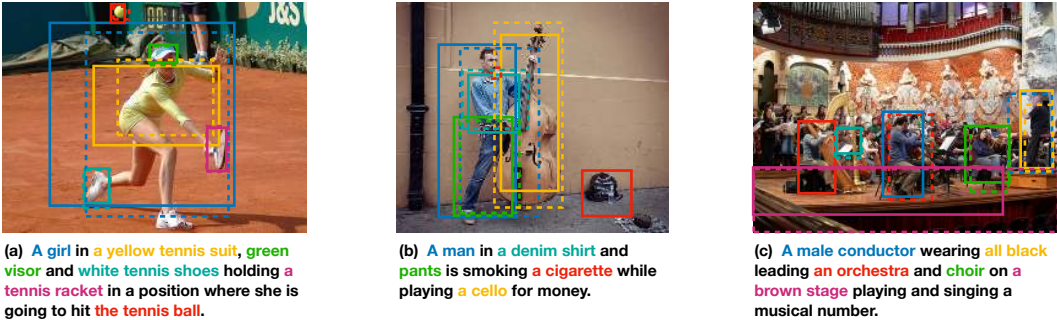 J&S
(a) A girl in a yellow tennis suit, green
visor and white tennis shoes holding a
tennis racket in a position where she is
going to hit the tennis ball.
(b) A man in a denim shirt and
pants is smoking a cigarette while
playing a cello for money.
(c) A male conductor wearing all black
leading an orchestra and choir on a
brown stage playing and singing a
musical number.